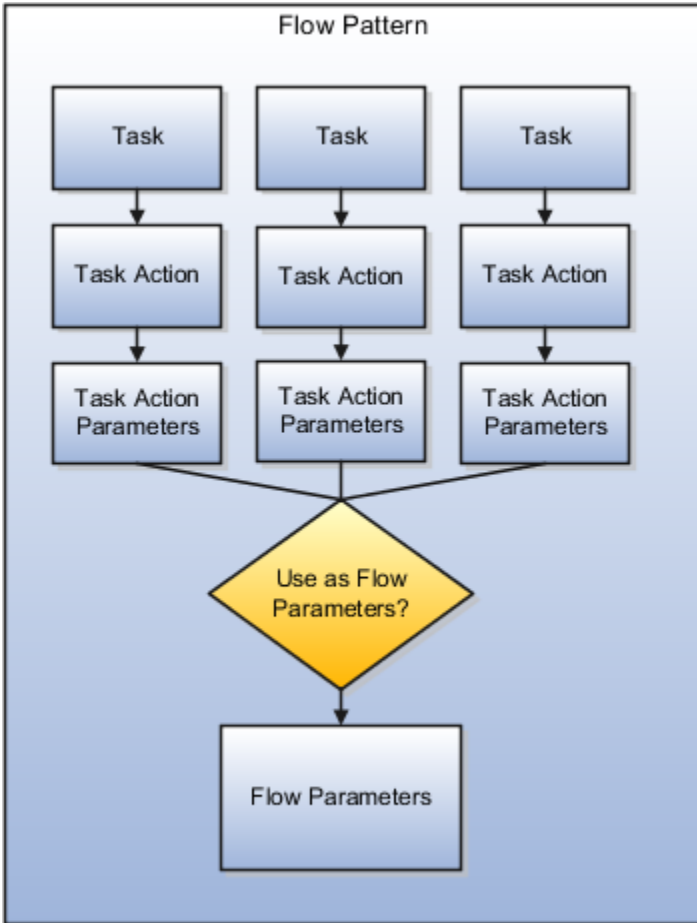 Flow Pattern
Task
Task
Task
Task Action
Task Action
Task Action
Task Action
Parameters
Task Action
Parameters
Task Action
Parameters
Use as Flow
Parameters?
Flow Parameters